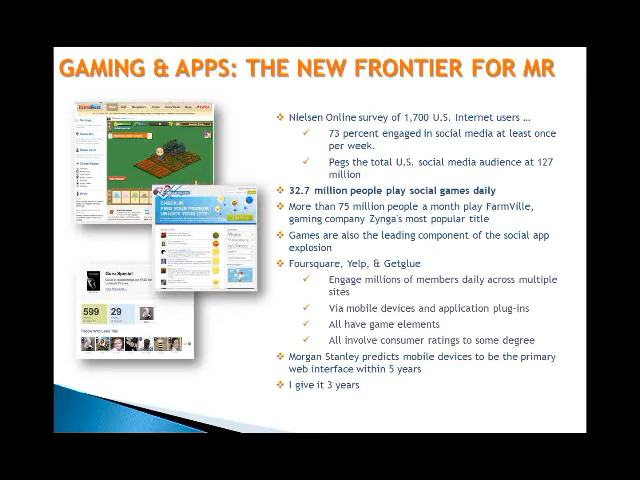 GAMING & APPS: THE NEW FRONTIER FOR MR
Nielsen Online survey of 1,700 U.S. Internet users …
73 percent engaged in social media at least once
per week.
Pegs the total U.S. social media audience at 127
million
32.7 million people play social games daily
More than 75 million people a month play FarmVille,
gaming company Zynga's most popular title
Games are also the leading component of the social app
explosion
Foursquare, Yelp, & Getglue
Engage millions of members daily across multiple
sites
Via mobile devices and application plug-ins
All have game elements
All involve consumer ratings to some degree
Morgan Stanley predicts mobile devices to be the primary
web interface within 5 years
I give it 3 years
CHECK-IN
FIND YOUR FRIENDS
UNLOCK YOUR CITY
599
29